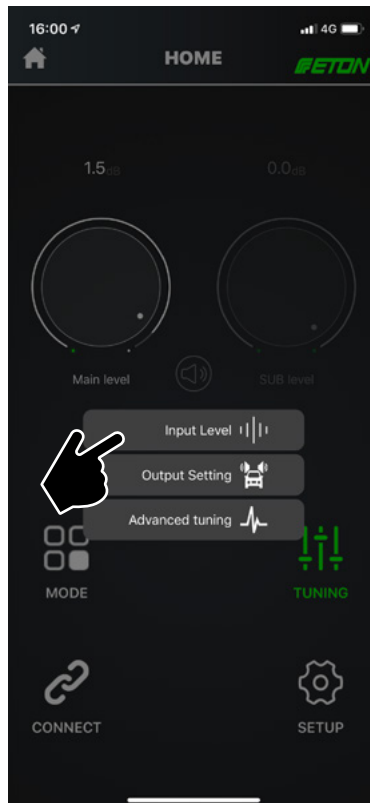 16:00 4G
HOME
ETON
1.5dB 0.0dB
Main level SUB level
Input Level
Output Setting
Advanced tuning
MODE TUNING
CONNECT SETUP